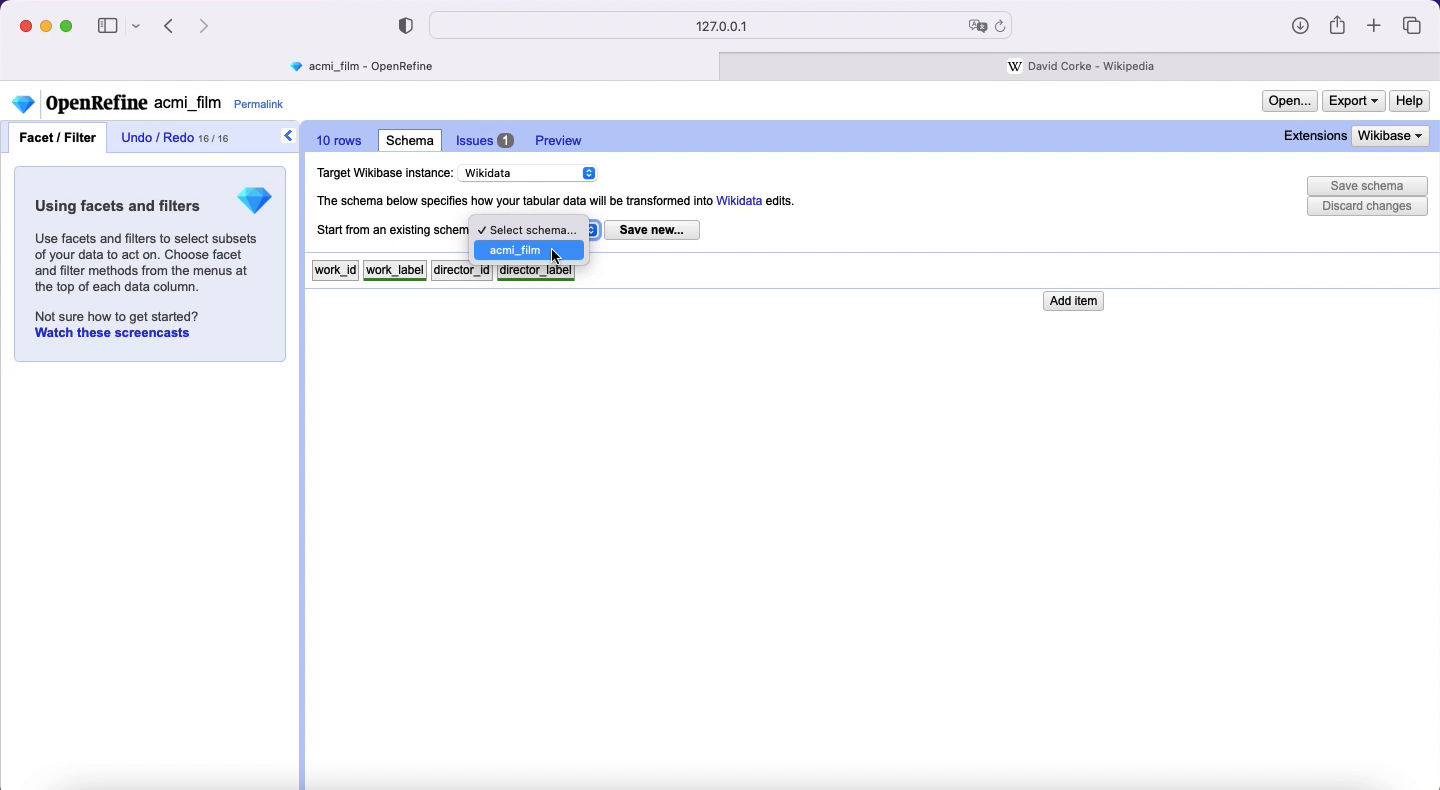 127.0.0.1
acmi_film - OpenRefine
W David Corke - Wikipedia
OpenRefine acmi_film Permalink
Open... Export Help
Facet / Filter Undo / Redo 16 / 16
10 rows Schema Issues 1 Preview
Extensions Wikibase
Using facets and filters
Use facets and filters to select subsets
of your data to act on. Choose facet
and filter methods from the menus at
the top of each data column.
Not sure how to get started?
Watch these screencasts
Target Wikibase instance: Wikidata
The schema below specifies how your tabular data will be transformed into Wikidata edits.
Save schema
Discard changes
Start from an existing schem ✓ Select schema... Save new...
acmi_film
work_id work_label director_id director_label
Add item